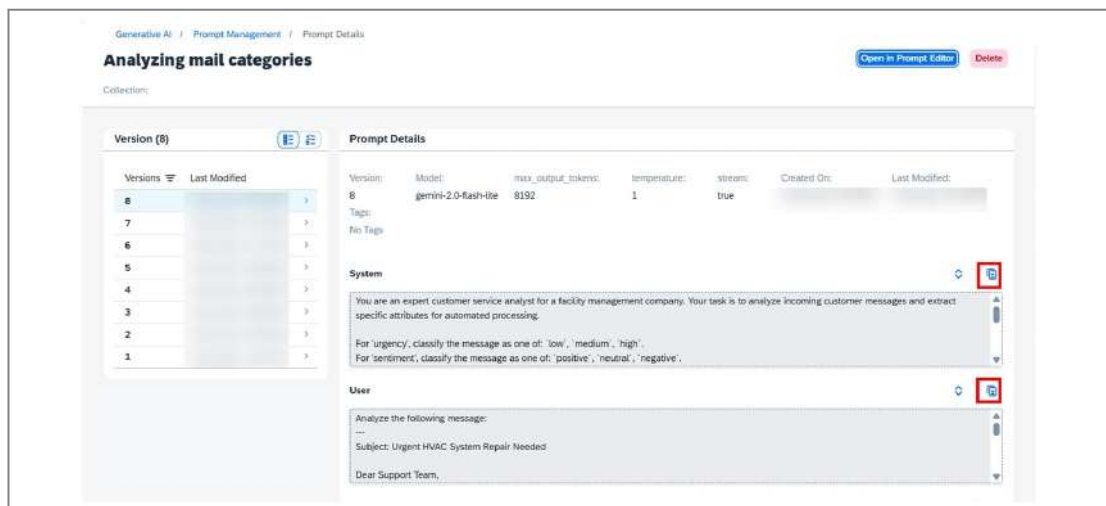 Generative AI / Prompt Management / Prompt Details
Analyzing mail categories
Open in Prompt Editor
Delete
Collection:
Version (8)
Versions Last Modified
8
7
6
5
4
3
2
1
Prompt Details
Version: Model: max_output_tokens: temperature: stream: Created On: Last Modified:
8 gemini-2.0-flash-lite 8192 1 true
Tags:
No Tags
System
You are an expert customer service analyst for a facility management company. Your task is to analyze incoming customer messages and extract
specific attributes for automated processing.
For 'urgency', classify the message as one of: `low`, `medium`, `high`.
For 'sentiment', classify the message as one of: `positive`, `neutral`, `negative`.
User
Analyze the following message:
---
Subject: Urgent HVAC System Repair Needed
Dear Support Team,